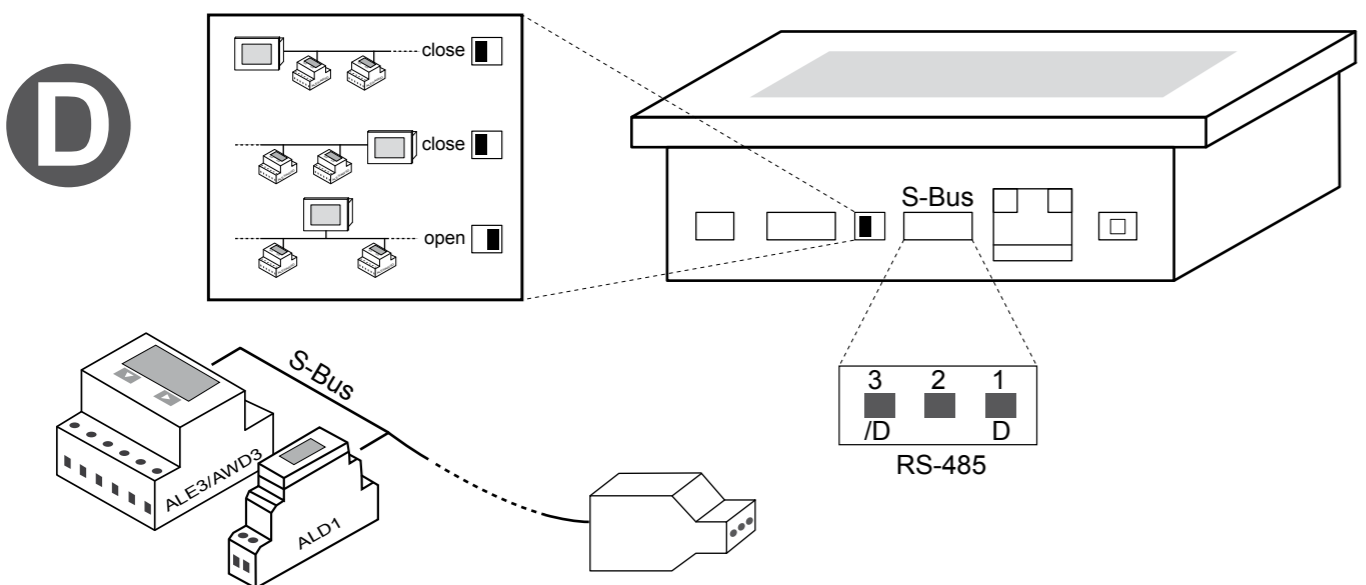 D
close
close
open
S-Bus
3 2 1
/D D
RS-485
S-Bus
ALE3/AWD3
ALD1